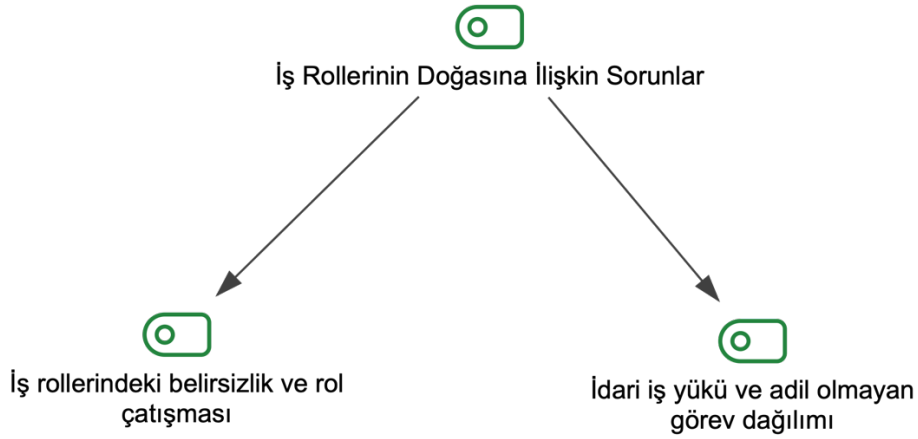 İş Rollerinin Doğasına İlişkin Sorunlar
İş rollerindeki belirsizlik ve rol
çatışması
İdari iş yükü ve adil olmayan
görev dağılımı